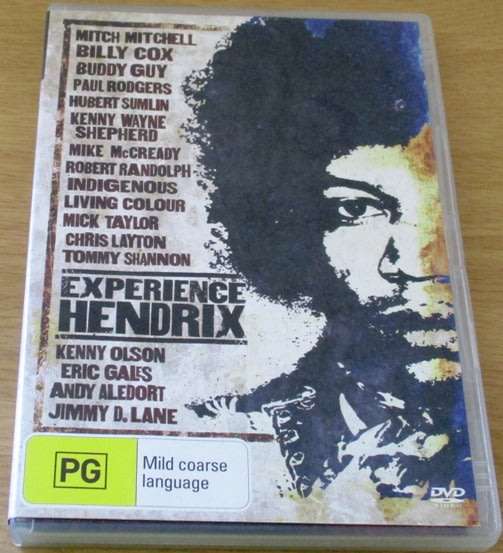 MITCH MITCHELL
BILLY COX
BUDDY GUY
PAUL RODGERS
HUBERT SUMLIN
KENNY WAYNE
SHEPHERD
MIKE McCREADY
ROBERT RANDOLPH
INDIGENOUS
LIVING COLOUR
MICK TAYLOR
CHRIS LAYTON
TOMMY SHANNON
EXPERIENCE
HENDRIX
KENNY OLSON
ERIC GALES
ANDY ALEDORT
JIMMY D. LANE
PG
Mild coarse
language
DVD
VIDEO